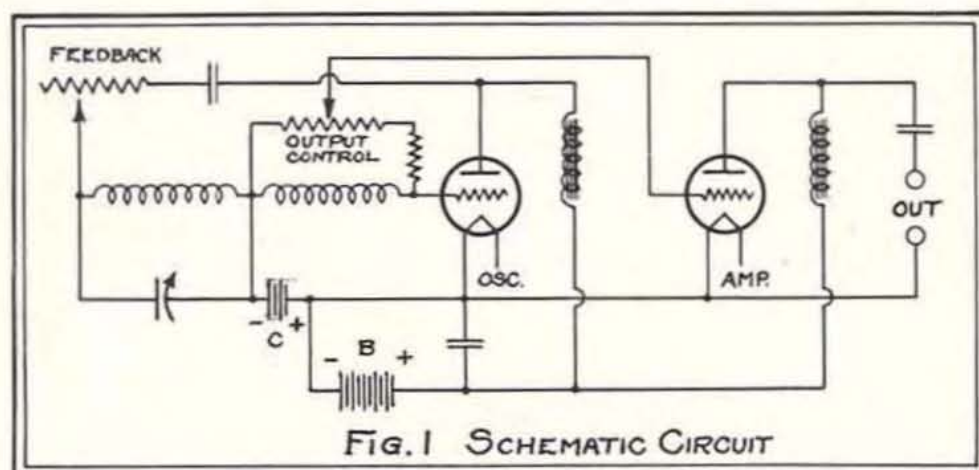 FEEDBACK
OUTPUT
CONTROL
OSC.
AMP.
OUT
- C +
- B +
FIG. 1 SCHEMATIC CIRCUIT